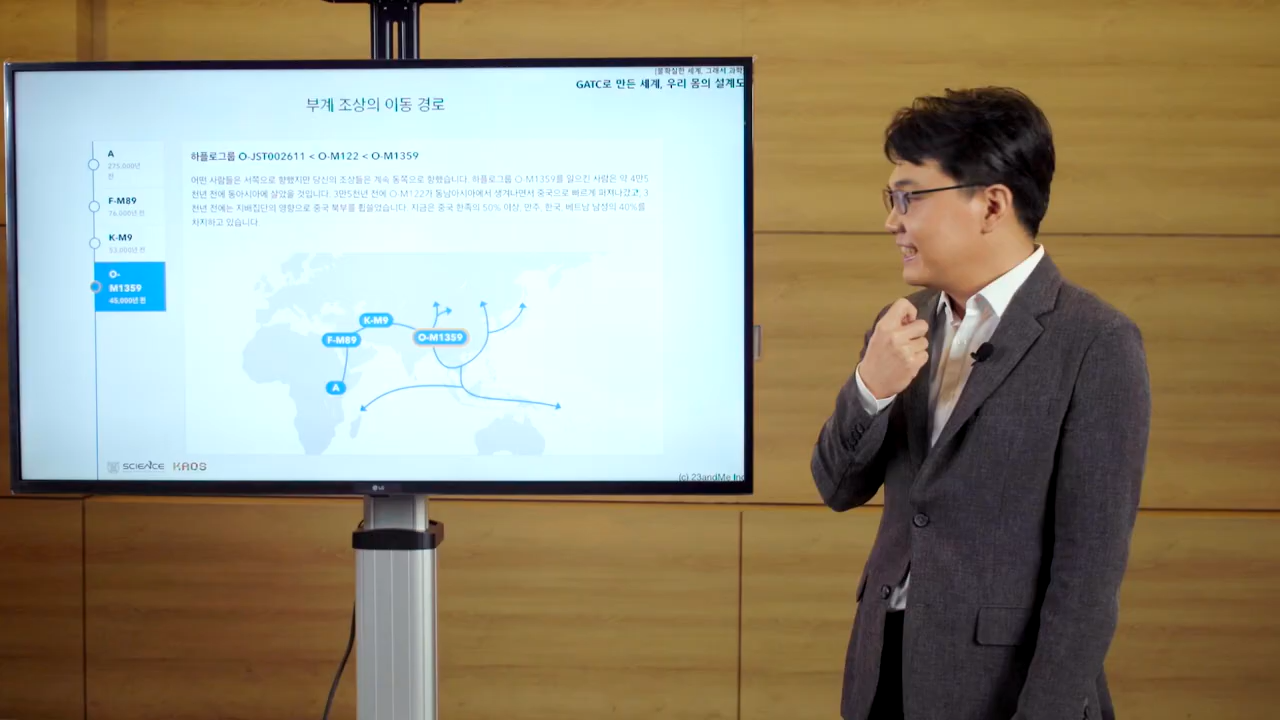 [불확실한 세계, 그래서 과학
GATC로 만든 세계, 우리 몸의 설계도
부계 조상의 이동 경로
A
275,000년
전
F-M89
76,000년 전
K-M9
53,000년 전
O-
M1359
45,000년 전
하플로그룹 O-JST002611 < O-M122 < O-M1359
어떤 사람들은 서쪽으로 향했지만 당신의 조상들은 계속 동쪽으로 향했습니다. 하플로그룹 O-M1359를 일으킨 사람은 약 4만5
천년 전에 동아시아에 살았을 것입니다. 3만5천년 전에 O-M122가 동남아시아에서 생겨나면서 중국으로 빠르게 퍼져나갔고, 3
천년 전에는 지배집단의 영향으로 중국 북부를 휩쓸었습니다. 지금은 중국 한족의 50% 이상, 만주, 한국, 베트남 남성의 40%를
차지하고 있습니다.
K-M9
F-M89
O-M1359
A
SCIENCE KAOS
(c) 23andMe Inc
LG